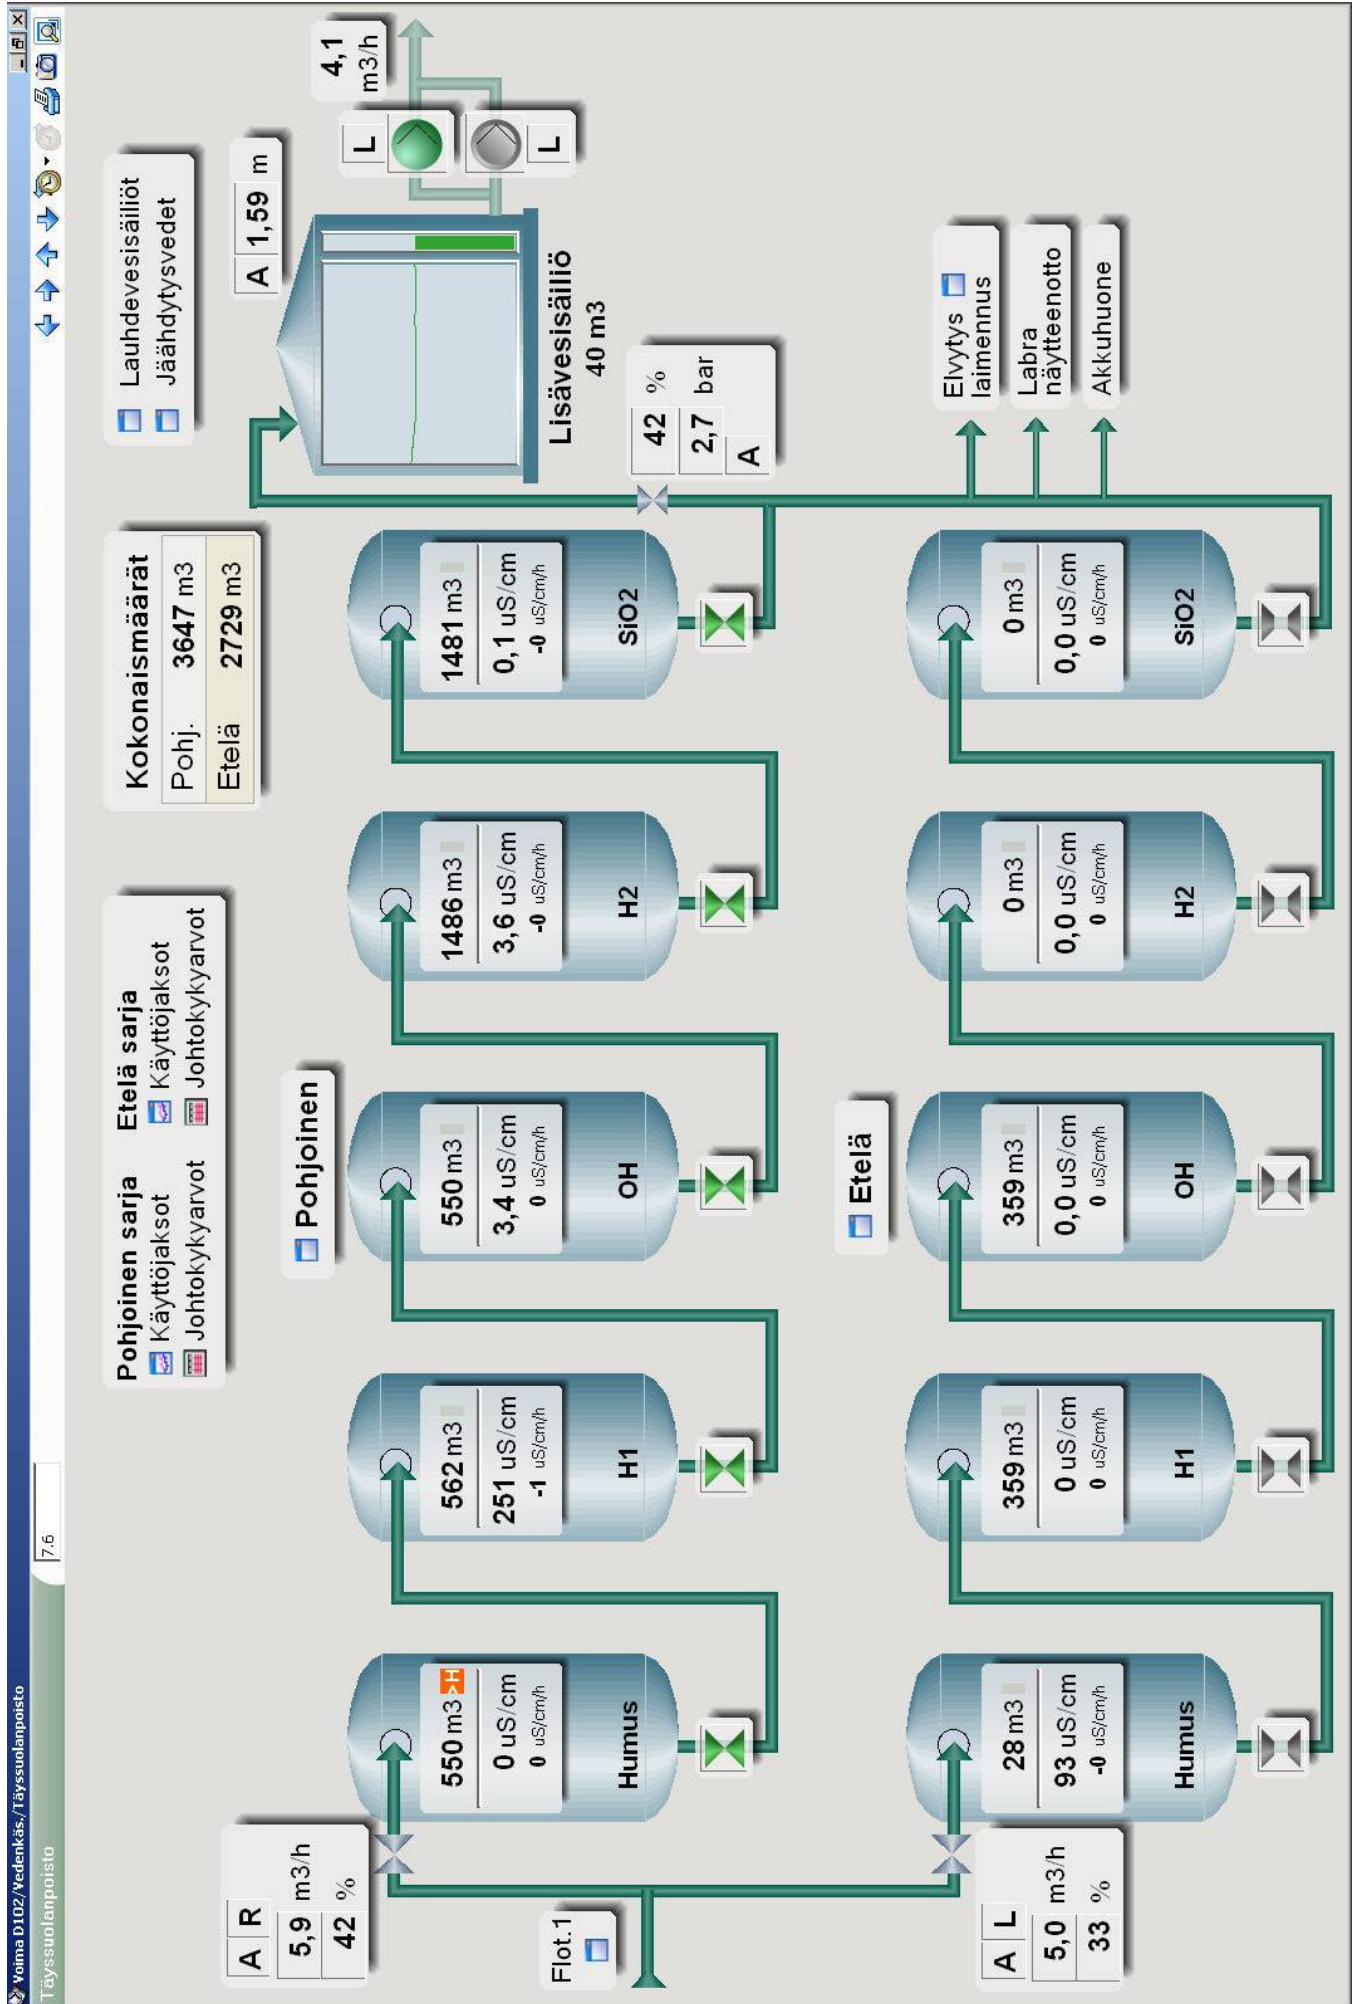 Voima D102/Vedenkäs./Täyssuolanpoisto
Täyssuolanpoisto
7.6
Pohjoinen sarja
Käyttöjaksot
Johtokykyarvot
Etelä sarja
Käyttöjaksot
Johtokykyarvot
Kokonaismäärät
Pohj. 3647 m3
Etelä 2729 m3
Lauhdevesisäiliöt
Jäähdytysvedet
A 1,59 m
4,1
m3/h
L
L
Lisävesisäiliö
40 m3
42 %
2,7 bar
A
Pohjoinen
A R
5,9 m3/h
42 %
550 m3 >H
0 uS/cm
0 uS/cm/h
Humus
562 m3
251 uS/cm
-1 uS/cm/h
H1
550 m3
3,4 uS/cm
0 uS/cm/h
OH
1486 m3
3,6 uS/cm
-0 uS/cm/h
H2
1481 m3
0,1 uS/cm
-0 uS/cm/h
SiO2
Flot.1
Elvytys
laimennus
Labra
näytteenotto
Akkuhuone
Etelä
A L
5,0 m3/h
33 %
28 m3
93 uS/cm
-0 uS/cm/h
Humus
359 m3
0 uS/cm
0 uS/cm/h
H1
359 m3
0,0 uS/cm
0 uS/cm/h
OH
0 m3
0,0 uS/cm
0 uS/cm/h
H2
0 m3
0,0 uS/cm
0 uS/cm/h
SiO2